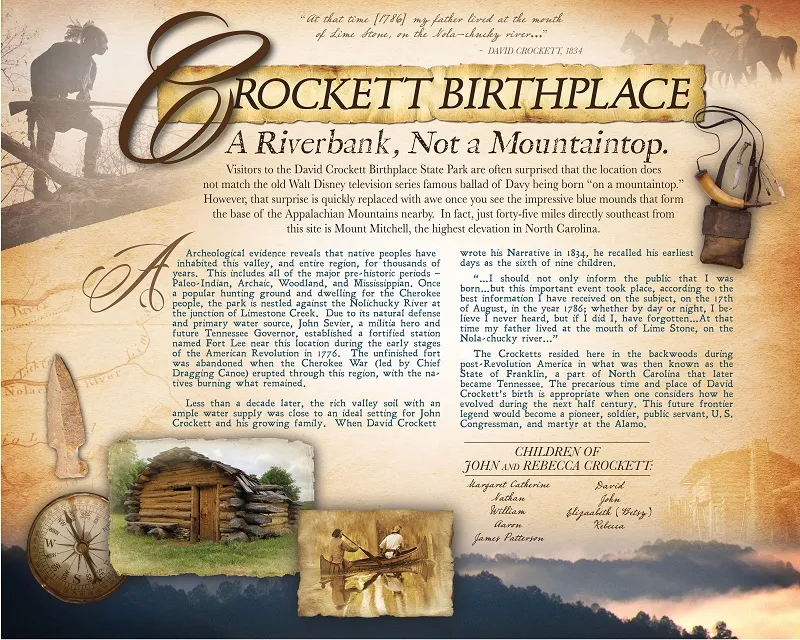 "At that time [1786] my father lived at the mouth
of Lime Stone, on the Nola-chucky river..."
- DAVID CROCKETT, 1834
CROCKETT BIRTHPLACE
A Riverbank, Not a Mountaintop.
Visitors to the David Crockett Birthplace State Park are often surprised that the location does
not match the old Walt Disney television series famous ballad of Davy being born "on a mountaintop."
However, that surprise is quickly replaced with awe once you see the impressive blue mounds that form
the base of the Appalachian Mountains nearby. In fact, just forty-five miles directly southeast from
this site is Mount Mitchell, the highest elevation in North Carolina.
A
Archeological evidence reveals that native peoples have
inhabited this valley, and entire region, for thousands of
years. This includes all of the major pre-historic periods –
Paleo-Indian, Archaic, Woodland, and Mississippian. Once
a popular hunting ground and dwelling for the Cherokee
people, the park is nestled against the Nolichucky River at
the junction of Limestone Creek. Due to its natural defense
and primary water source, John Sevier, a militia hero and
future Tennessee Governor, established a fortified station
named Fort Lee near this location during the early stages
of the American Revolution in 1776. The unfinished fort
was abandoned when the Cherokee War (led by Chief
Dragging Canoe) erupted through this region, with the na-
tives burning what remained.
Less than a decade later, the rich valley soil with an
ample water supply was close to an ideal setting for John
Crockett and his growing family. When David Crockett
wrote his Narrative in 1834, he recalled his earliest
days as the sixth of nine children.
"...I should not only inform the public that I was
born...but this important event took place, according to the
best information I have received on the subject, on the 17th
of August, in the year 1786; whether by day or night, I be-
lieve I never heard, but if I did I, have forgotten...At that
time my father lived at the mouth of Lime Stone, on the
Nola-chucky river..."
The Crocketts resided here in the backwoods during
post-Revolution America in what was then known as the
State of Franklin, a part of North Carolina that later
became Tennessee. The precarious time and place of David
Crockett's birth is appropriate when one considers how he
evolved during the next half century. This future frontier
legend would become a pioneer, soldier, public servant, U.S.
Congressman, and martyr at the Alamo.
CHILDREN OF
JOHN AND REBECCA CROCKETT:
Margaret Catherine
Nathan
William
Aaron
James Patterson
David
John
Elizabeth (Betsy)
Rebecca
W
S